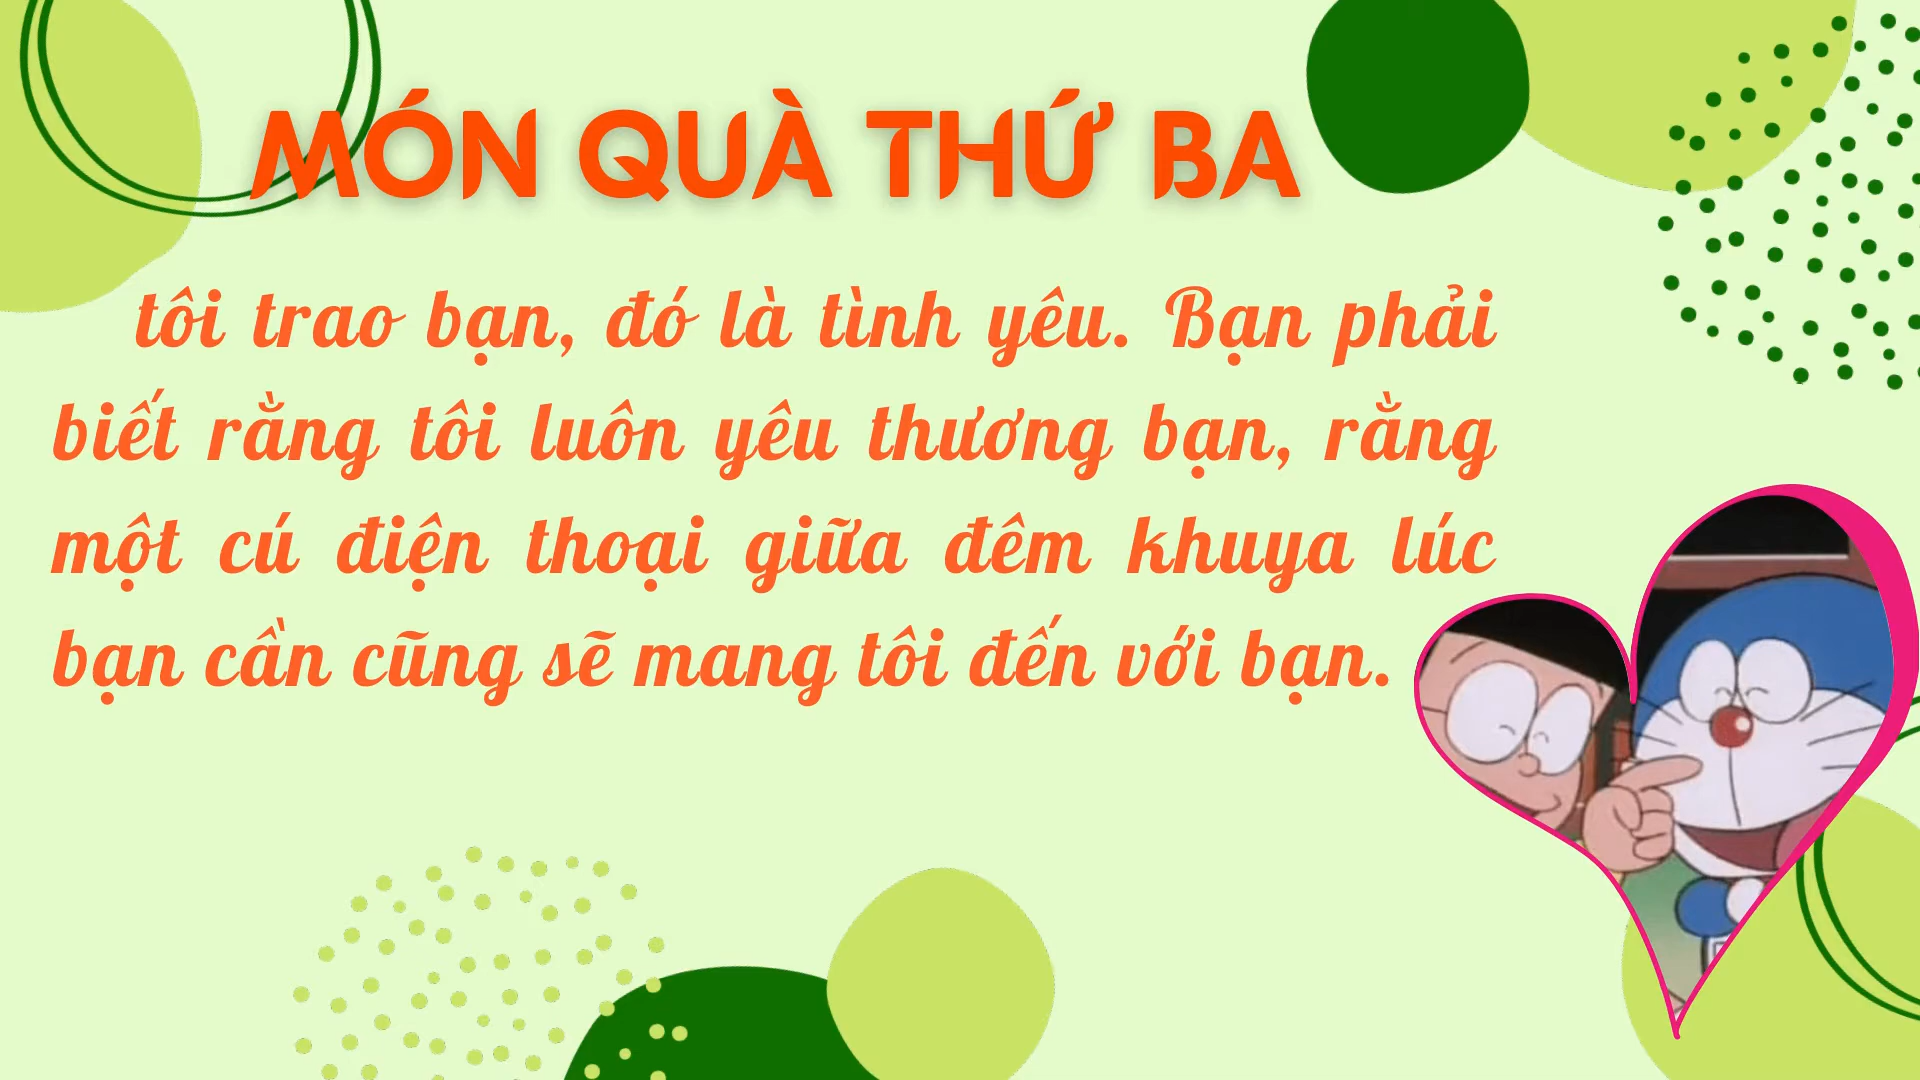 MÓN QUÀ THỨ BA
tôi trao bạn, đó là tình yêu. Bạn phải
biết rằng tôi luôn yêu thương bạn, rằng
một cú điện thoại giữa đêm khuya lúc
bạn cần cũng sẽ mang tôi đến với bạn.